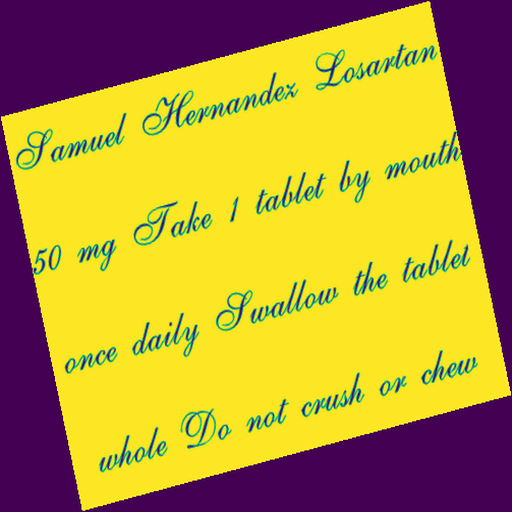 Samuel Hernandez Losartan
50 mg Take 1 tablet by mouth
once daily Swallow the tablet
whole Do not crush or chew